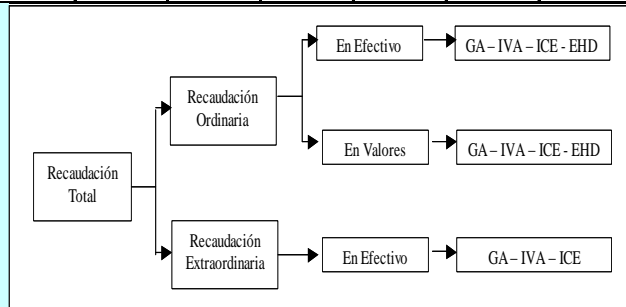 En Efectivo
GA – IVA – ICE - EHD
Recaudación
Ordinaria
En Valores
GA – IVA – ICE - EHD
Recaudación
Total
Recaudación
Extraordinaria
En Efectivo
GA – IVA – ICE